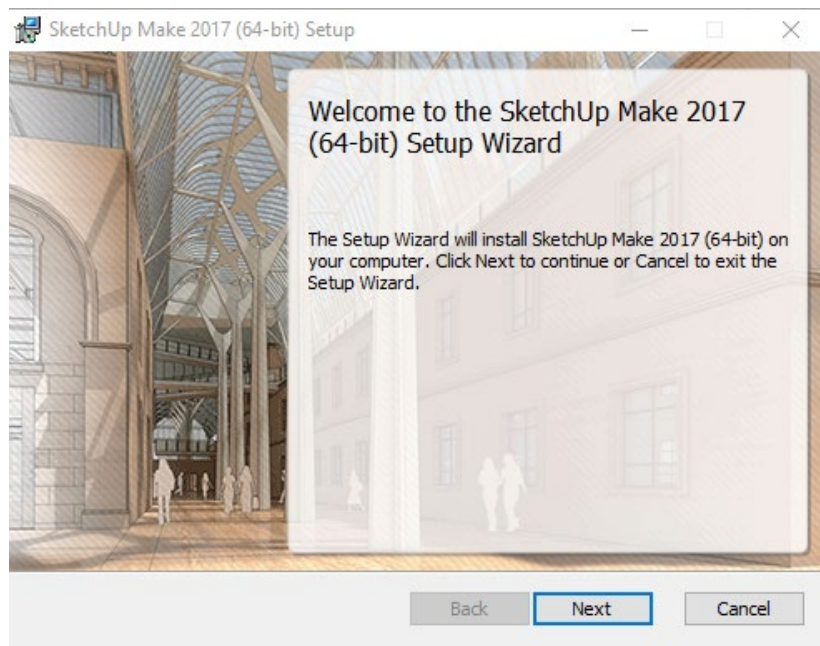 SketchUp Make 2017 (64-bit) Setup
Welcome to the SketchUp Make 2017
(64-bit) Setup Wizard
The Setup Wizard will install SketchUp Make 2017 (64-bit) on
your computer. Click Next to continue or Cancel to exit the
Setup Wizard.
Back Next Cancel